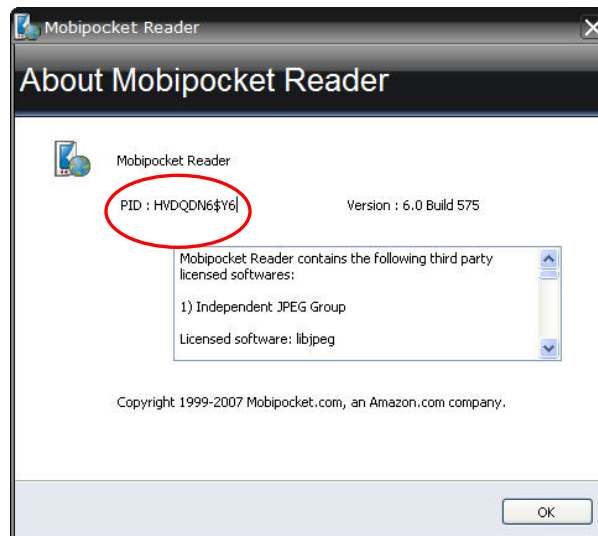 Mobipocket Reader
About Mobipocket Reader
Mobipocket Reader
PID : HVDQDN6$Y6 Version : 6.0 Build 575
Mobipocket Reader contains the following third party
licensed softwares:
1) Independent JPEG Group
Licensed software: libjpeg
Copyright 1999-2007 Mobipocket.com, an Amazon.com company.
OK